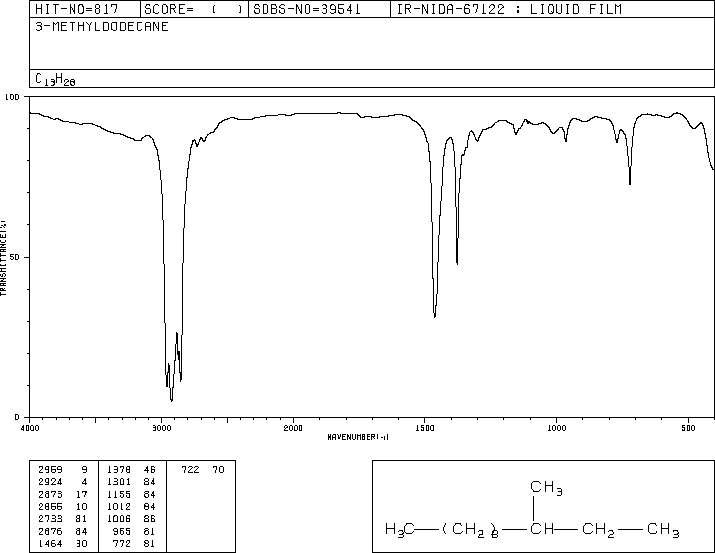 HIT-NO=817 SCORE= ( ) SDBS-NO=39541 IR-NIDA-67122 : LIQUID FILM
3-METHYLDODECANE
C13H28
100
50
0
TRANSMITTANCE(%)
4000 3000 2000 1500 1000 500
WAVENUMBER(-1)
2959 9 1378 46 722 70
2924 4 1301 84
2873 17 1155 84
2855 10 1012 84
2733 81 1006 86
2676 84 965 81
1464 30 772 81
CH3
H3C—(CH2)8—CH—CH2—CH3